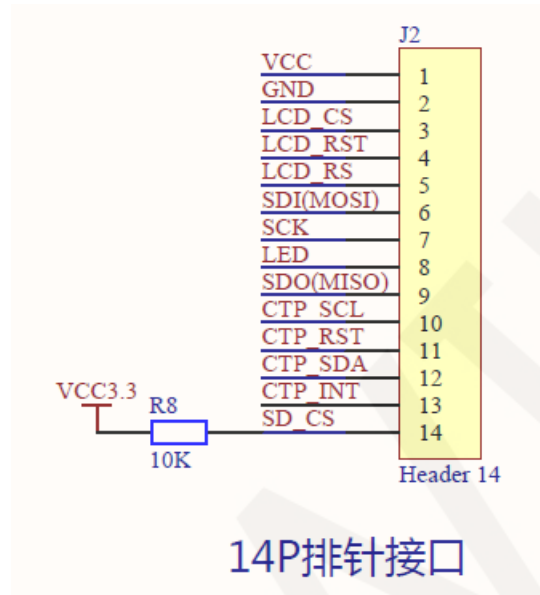 J2
VCC 1
GND 2
LCD_CS 3
LCD_RST 4
LCD_RS 5
SDI(MOSI) 6
SCK 7
LED 8
SDO(MISO) 9
CTP_SCL 10
CTP_RST 11
CTP_SDA 12
CTP_INT 13
SD_CS 14
VCC3.3
R8
10K
Header 14
14P排针接口